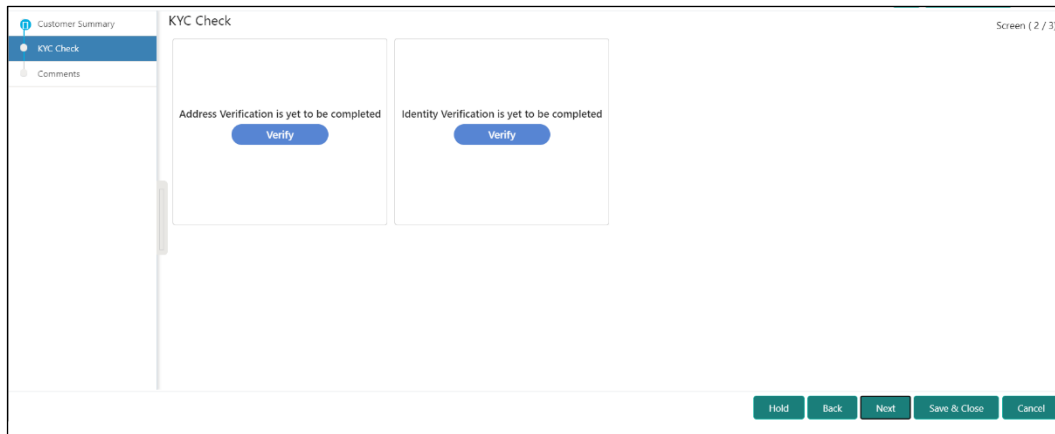 Customer Summary
KYC Check
Comments
KYC Check
Screen ( 2 / 3)
Address Verification is yet to be completed
Verify
Identity Verification is yet to be completed
Verify
Hold
Back
Next
Save & Close
Cancel